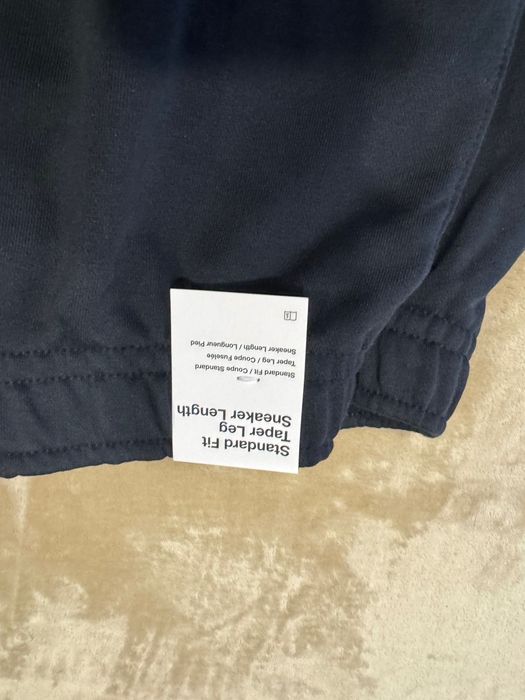 Standard Fit
Taper Leg
Sneaker Length
Standard Fit / Coupe Standard
Taper Leg / Coupe Fuselée
Sneaker Length / Longueur Pied